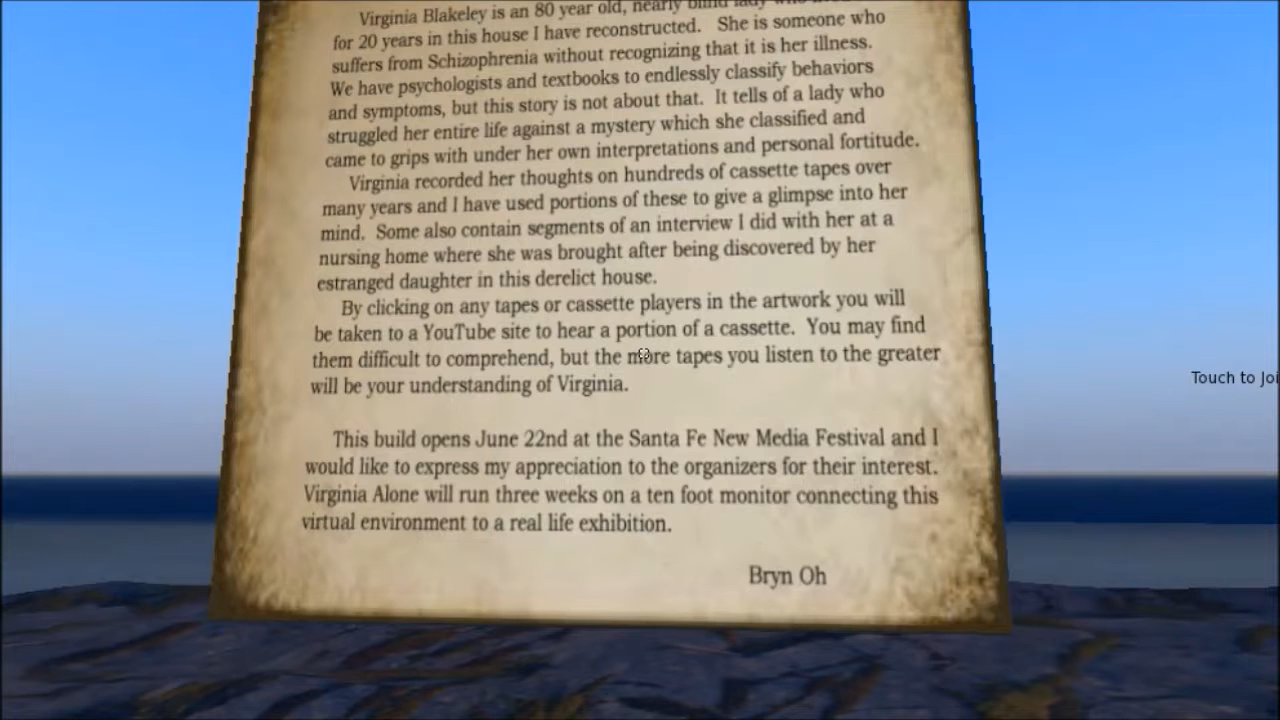 Virginia Blakeley is an 80 year old, nearly blind lady who lived
for 20 years in this house I have reconstructed. She is someone who
suffers from Schizophrenia without recognizing that it is her illness.
We have psychologists and textbooks to endlessly classify behaviors
and symptoms, but this story is not about that. It tells of a lady who
struggled her entire life against a mystery which she classified and
came to grips with under her own interpretations and personal fortitude.
Virginia recorded her thoughts on hundreds of cassette tapes over
many years and I have used portions of these to give a glimpse into her
mind. Some also contain segments of an interview I did with her at a
nursing home where she was brought after being discovered by her
estranged daughter in this derelict house.
By clicking on any tapes or cassette players in the artwork you will
be taken to a YouTube site to hear a portion of a cassette. You may find
them difficult to comprehend, but the more tapes you listen to the greater
will be your understanding of Virginia.
Touch to Joi
This build opens June 22nd at the Santa Fe New Media Festival and I
would like to express my appreciation to the organizers for their interest.
Virginia Alone will run three weeks on a ten foot monitor connecting this
virtual environment to a real life exhibition.
Bryn Oh